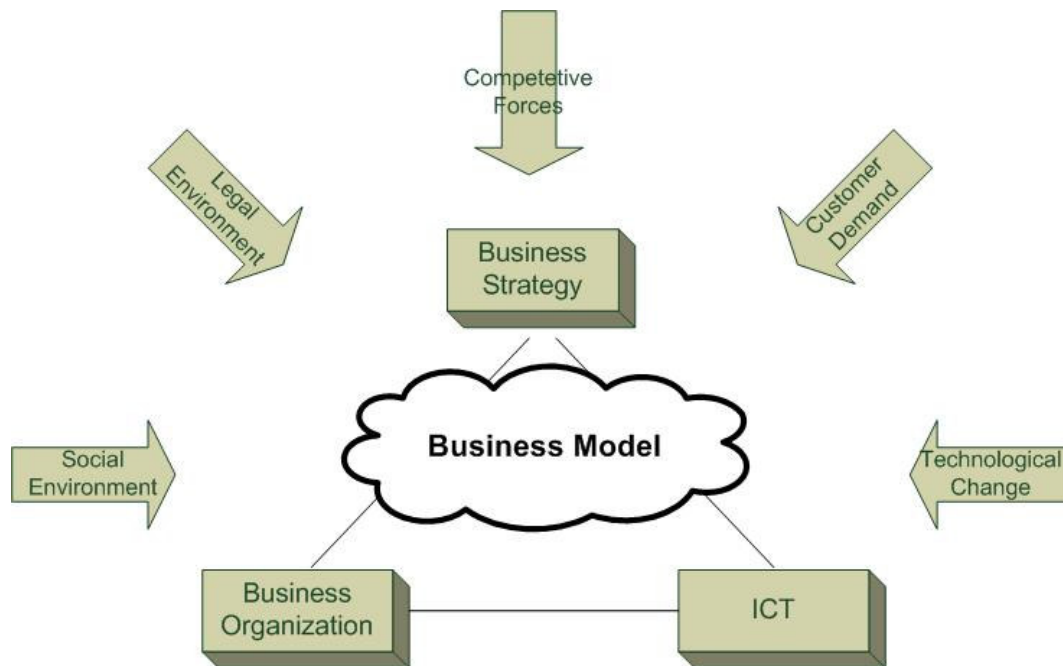 Competetive
Forces
Legal
Environment
Customer
Demand
Business
Strategy
Business Model
Social
Environment
Technological
Change
Business
Organization
ICT